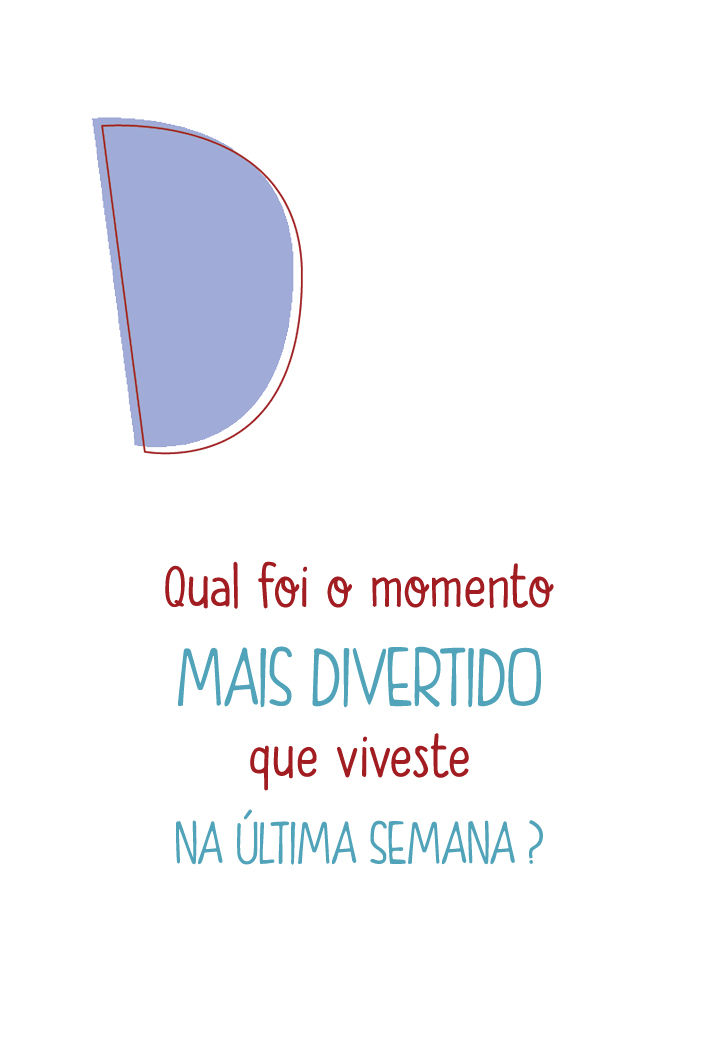 Qual foi o momento
MAIS DIVERTIDO
que viveste
NA ÚLTIMA SEMANA ?